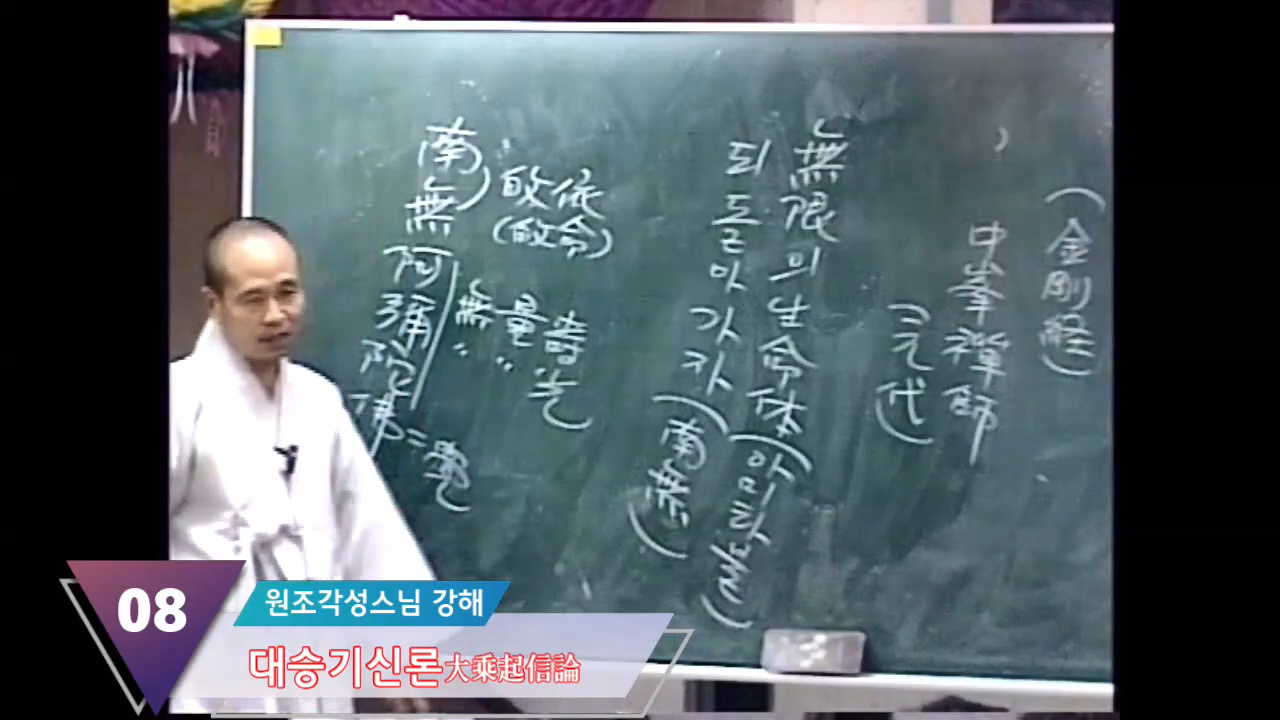 (金剛経)
中峯禪師
(元代)
無限의 生命体(아미타불)
되돌아가자(南無)
南無阿彌陀佛=覺
依
(故命)
無量壽
無量光
08
원조각성스님 강해
대승기신론大乘起信論